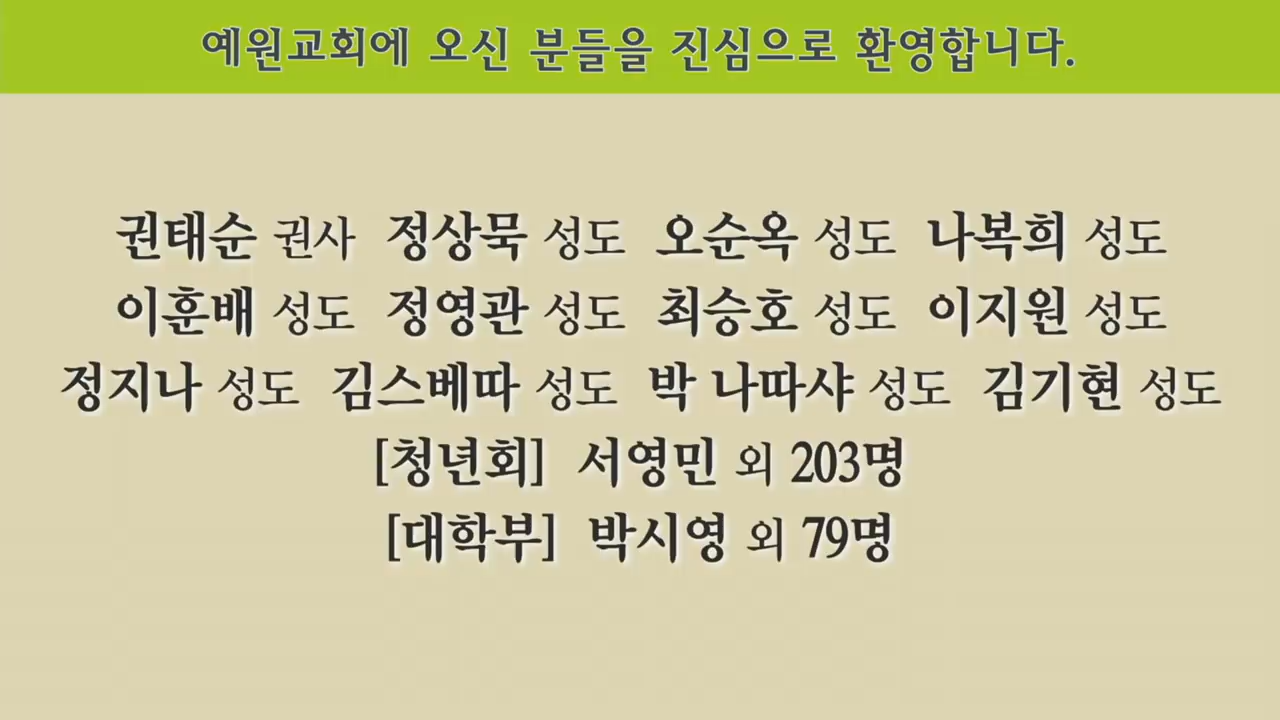 예원교회에 오신 분들을 진심으로 환영합니다.
권태순 권사 정상묵 성도 오순옥 성도 나복희 성도
이훈배 성도 정영관 성도 최승호 성도 이지원 성도
정지나 성도 김스베따 성도 박 나따샤 성도 김기현 성도
[청년회] 서영민 외 203명
[대학부] 박시영 외 79명